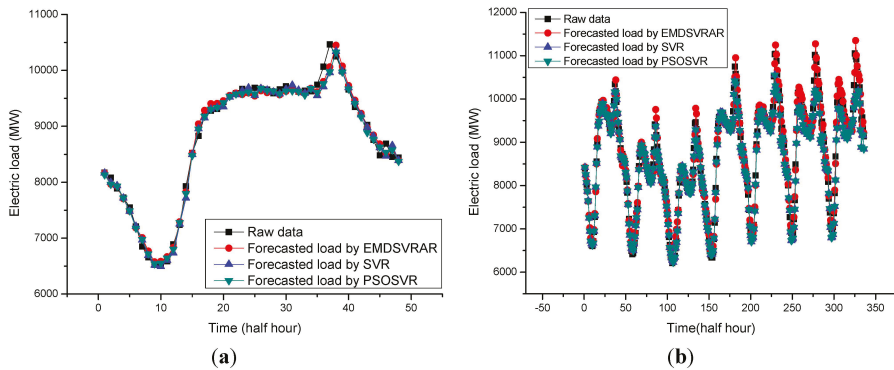 11000
10000
9000
8000
7000
6000
Electric load (MW)
0 10 20 30 40 50
Time (half hour)
Raw data
Forecasted load by EMDSVRAR
Forecasted load by SVR
Forecasted load by PSOSVR
(a)
12000
11000
10000
9000
8000
7000
6000
Electric load (MW)
-50 0 50 100 150 200 250 300 350
Time(half hour)
Raw data
Forecasted load by EMDSVRAR
Forecasted load by SVR
Forecasted load by PSOSVR
(b)